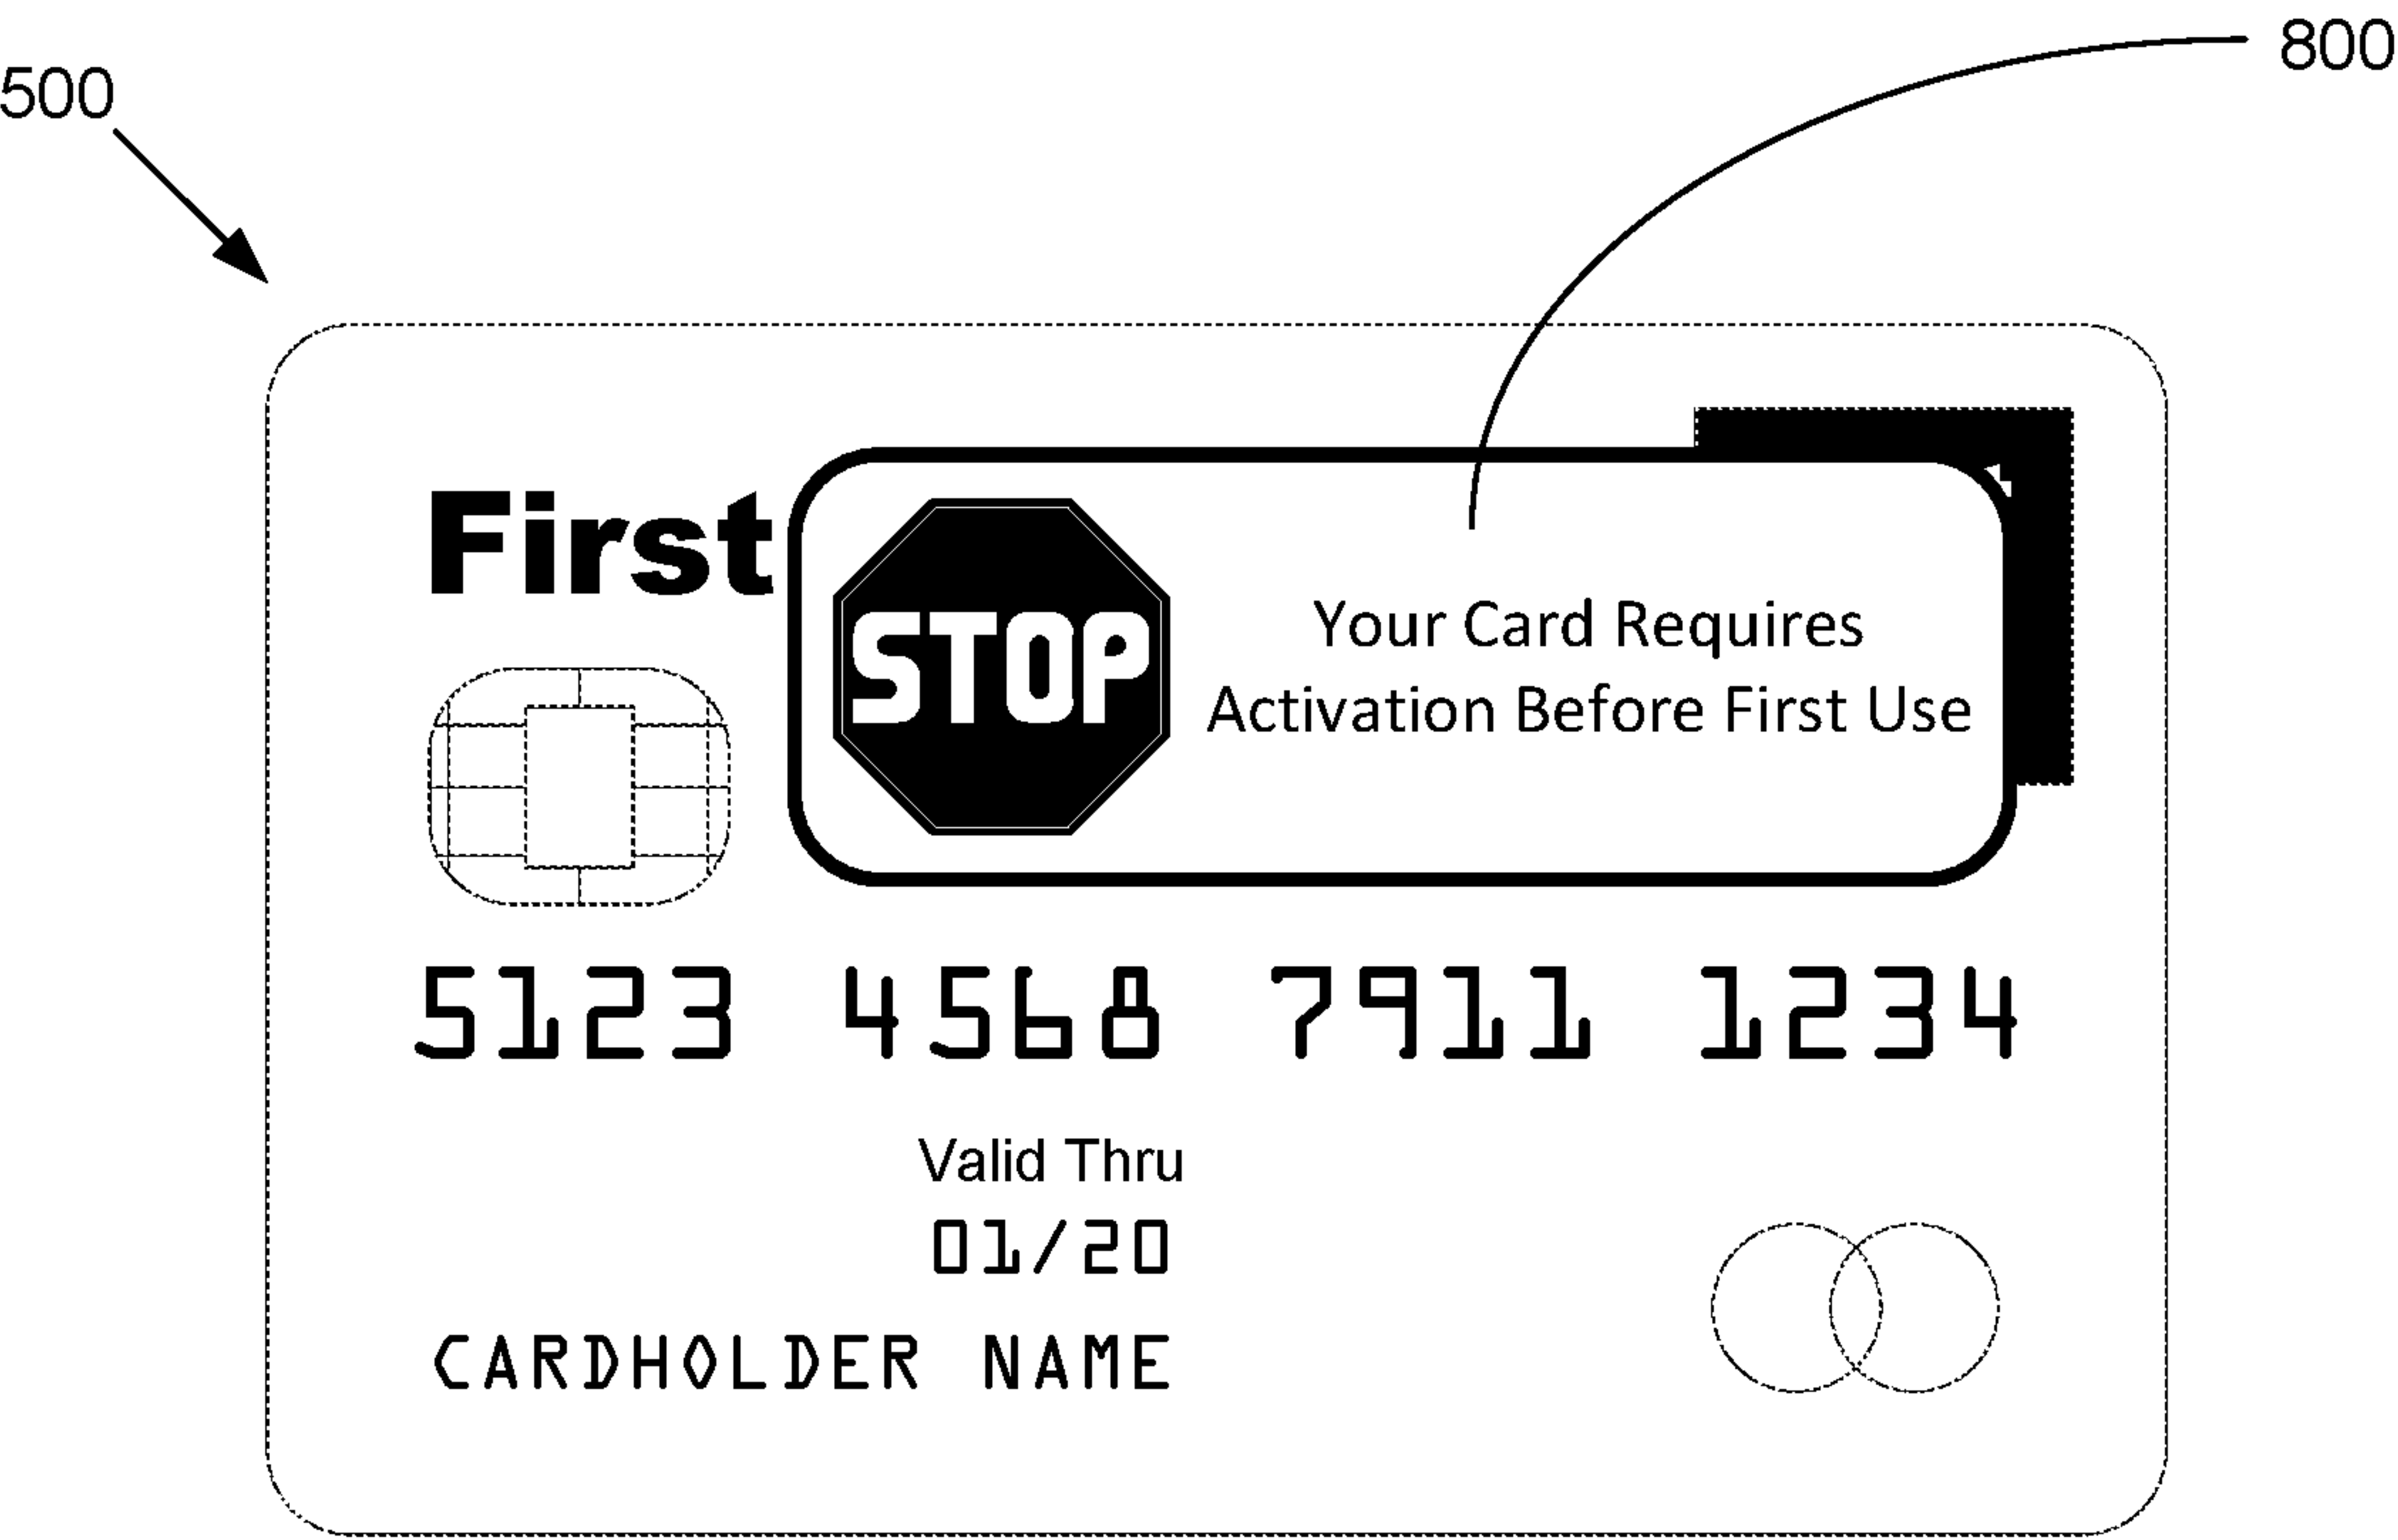 500
800
First
STOP
Your Card Requires
Activation Before First Use
5123 4568 7911 1234
Valid Thru
01/20
CARDHOLDER NAME